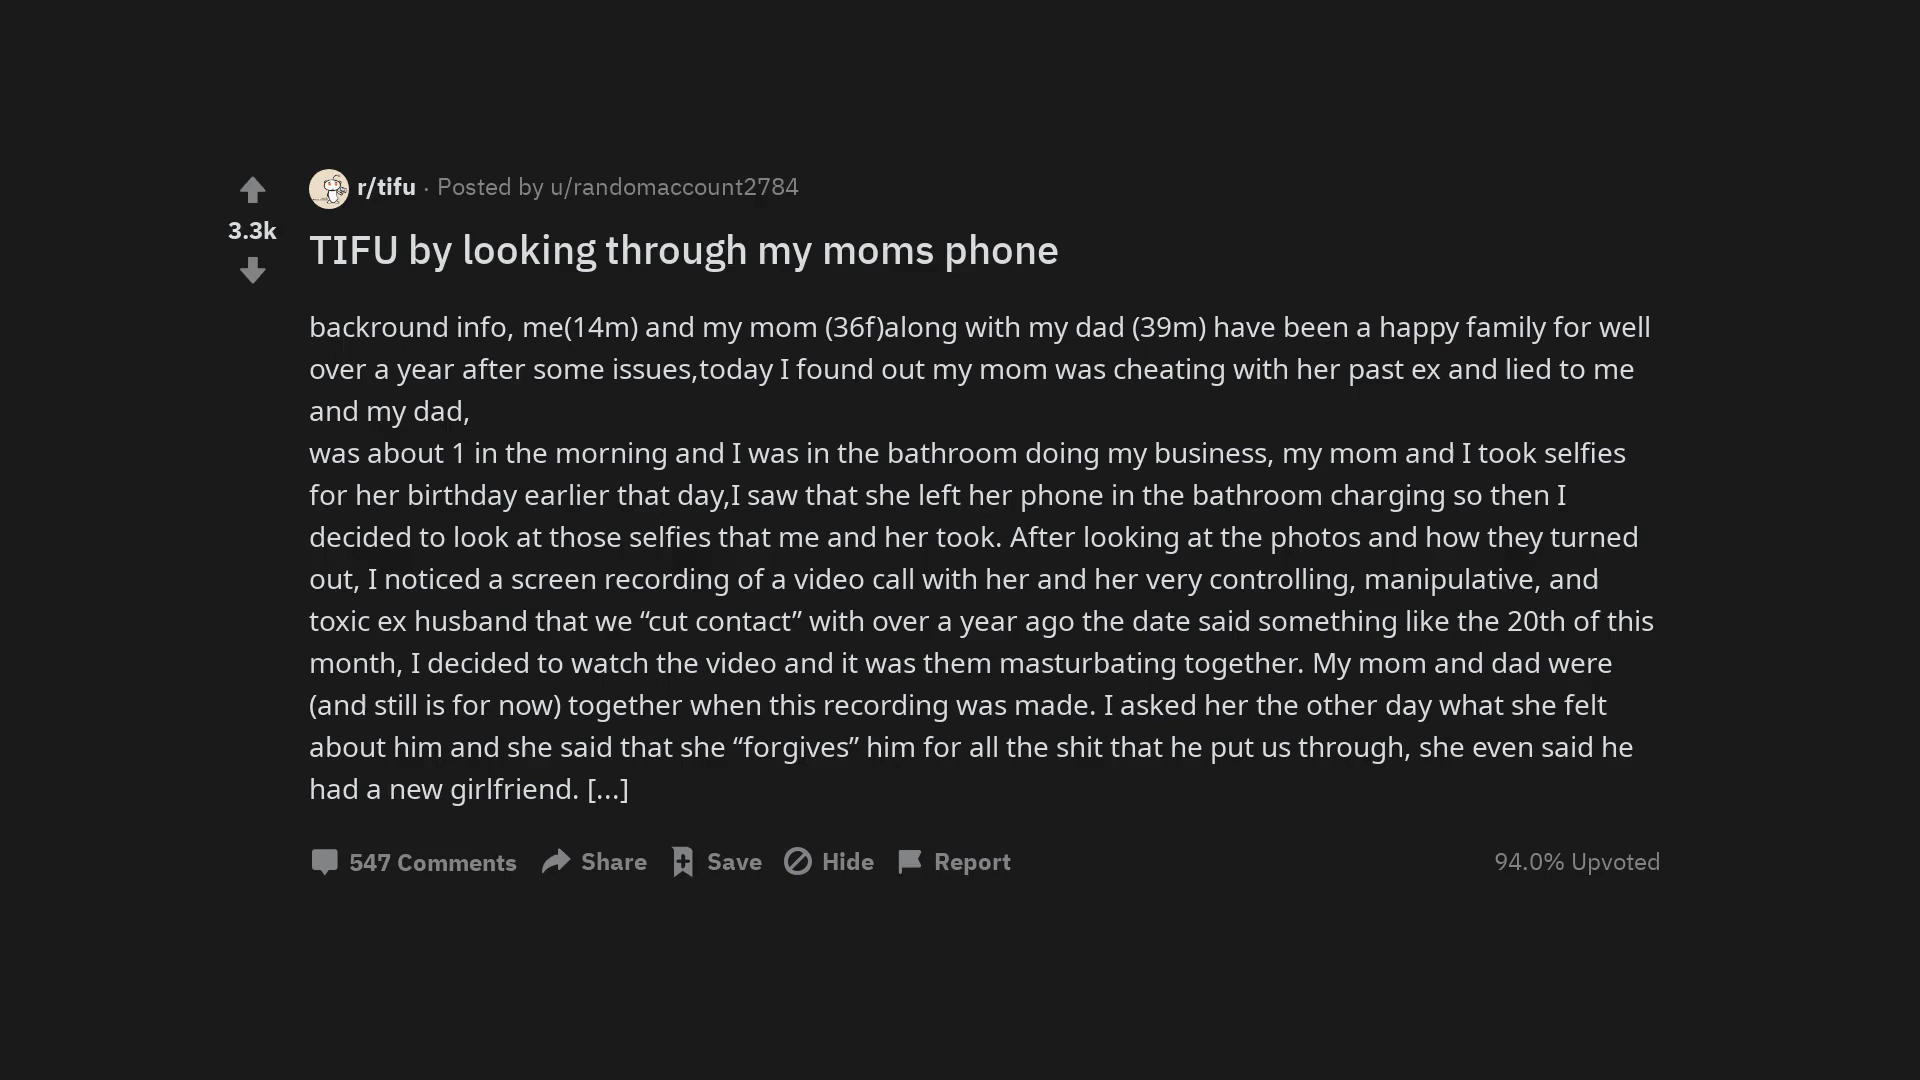 r/tifu · Posted by u/randomaccount2784
3.3k
TIFU by looking through my moms phone
backround info, me(14m) and my mom (36f)along with my dad (39m) have been a happy family for well
over a year after some issues,today I found out my mom was cheating with her past ex and lied to me
and my dad,
was about 1 in the morning and I was in the bathroom doing my business, my mom and I took selfies
for her birthday earlier that day,I saw that she left her phone in the bathroom charging so then I
decided to look at those selfies that me and her took. After looking at the photos and how they turned
out, I noticed a screen recording of a video call with her and her very controlling, manipulative, and
toxic ex husband that we “cut contact” with over a year ago the date said something like the 20th of this
month, I decided to watch the video and it was them masturbating together. My mom and dad were
(and still is for now) together when this recording was made. I asked her the other day what she felt
about him and she said that she “forgives” him for all the shit that he put us through, she even said he
had a new girlfriend. [...]
547 Comments Share Save Hide Report 94.0% Upvoted